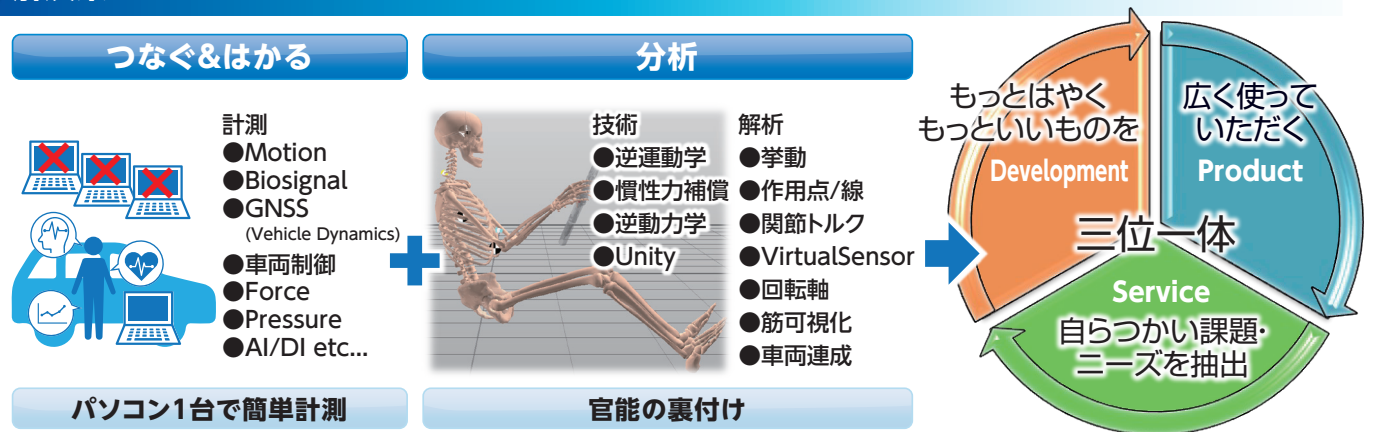 つなぐ&はかる
計測
●Motion
●Biosignal
●GNSS
(Vehicle Dynamics)
●車両制御
●Force
●Pressure
●AI/DI etc...
パソコン1台で簡単計測
分析
技術
●逆運動学
●慣性力補償
●逆動力学
●Unity
解析
●挙動
●作用点/線
●関節トルク
●VirtualSensor
●回転軸
●筋可視化
●車両連成
官能の裏付け
もっとはやく
もっといいものを
Development
広く使って
いただく
Product
三位一体
Service
自らつかい課題・
ニーズを抽出